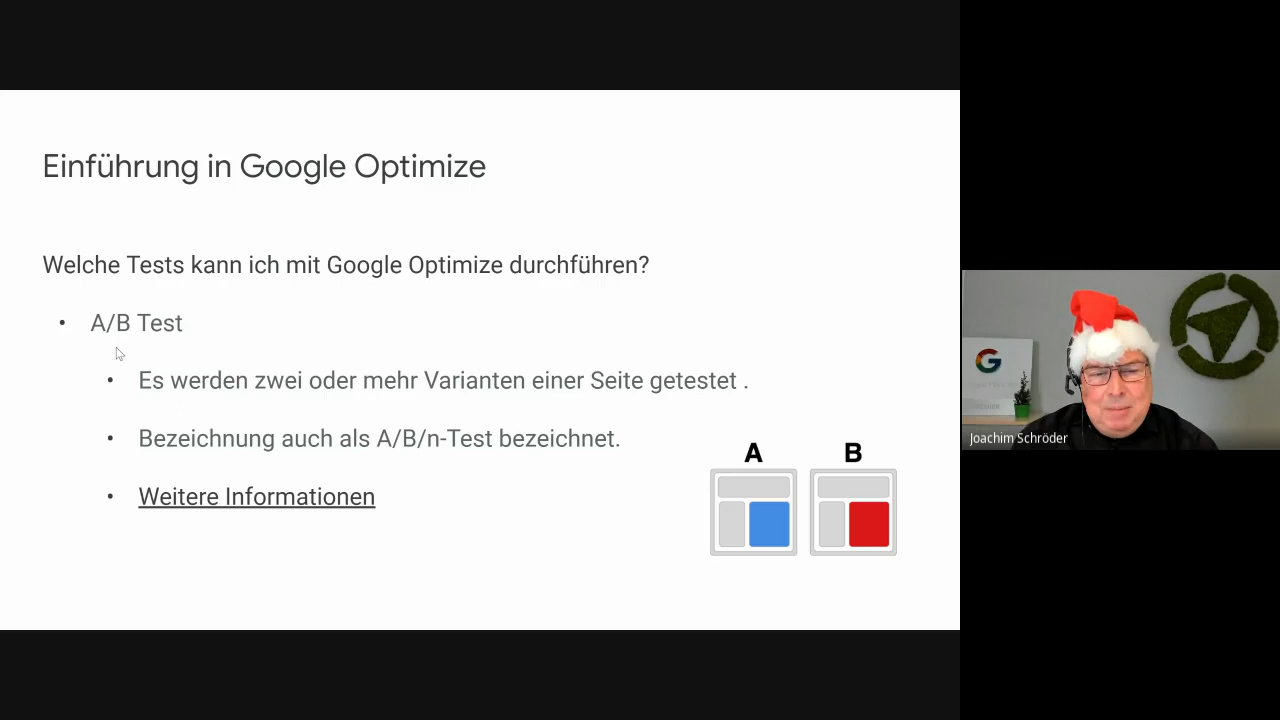 Einführung in Google Optimize
Welche Tests kann ich mit Google Optimize durchführen?
• A/B Test
• Es werden zwei oder mehr Varianten einer Seite getestet .
• Bezeichnung auch als A/B/n-Test bezeichnet.
• Weitere Informationen
A B
G
Joachim Schröder